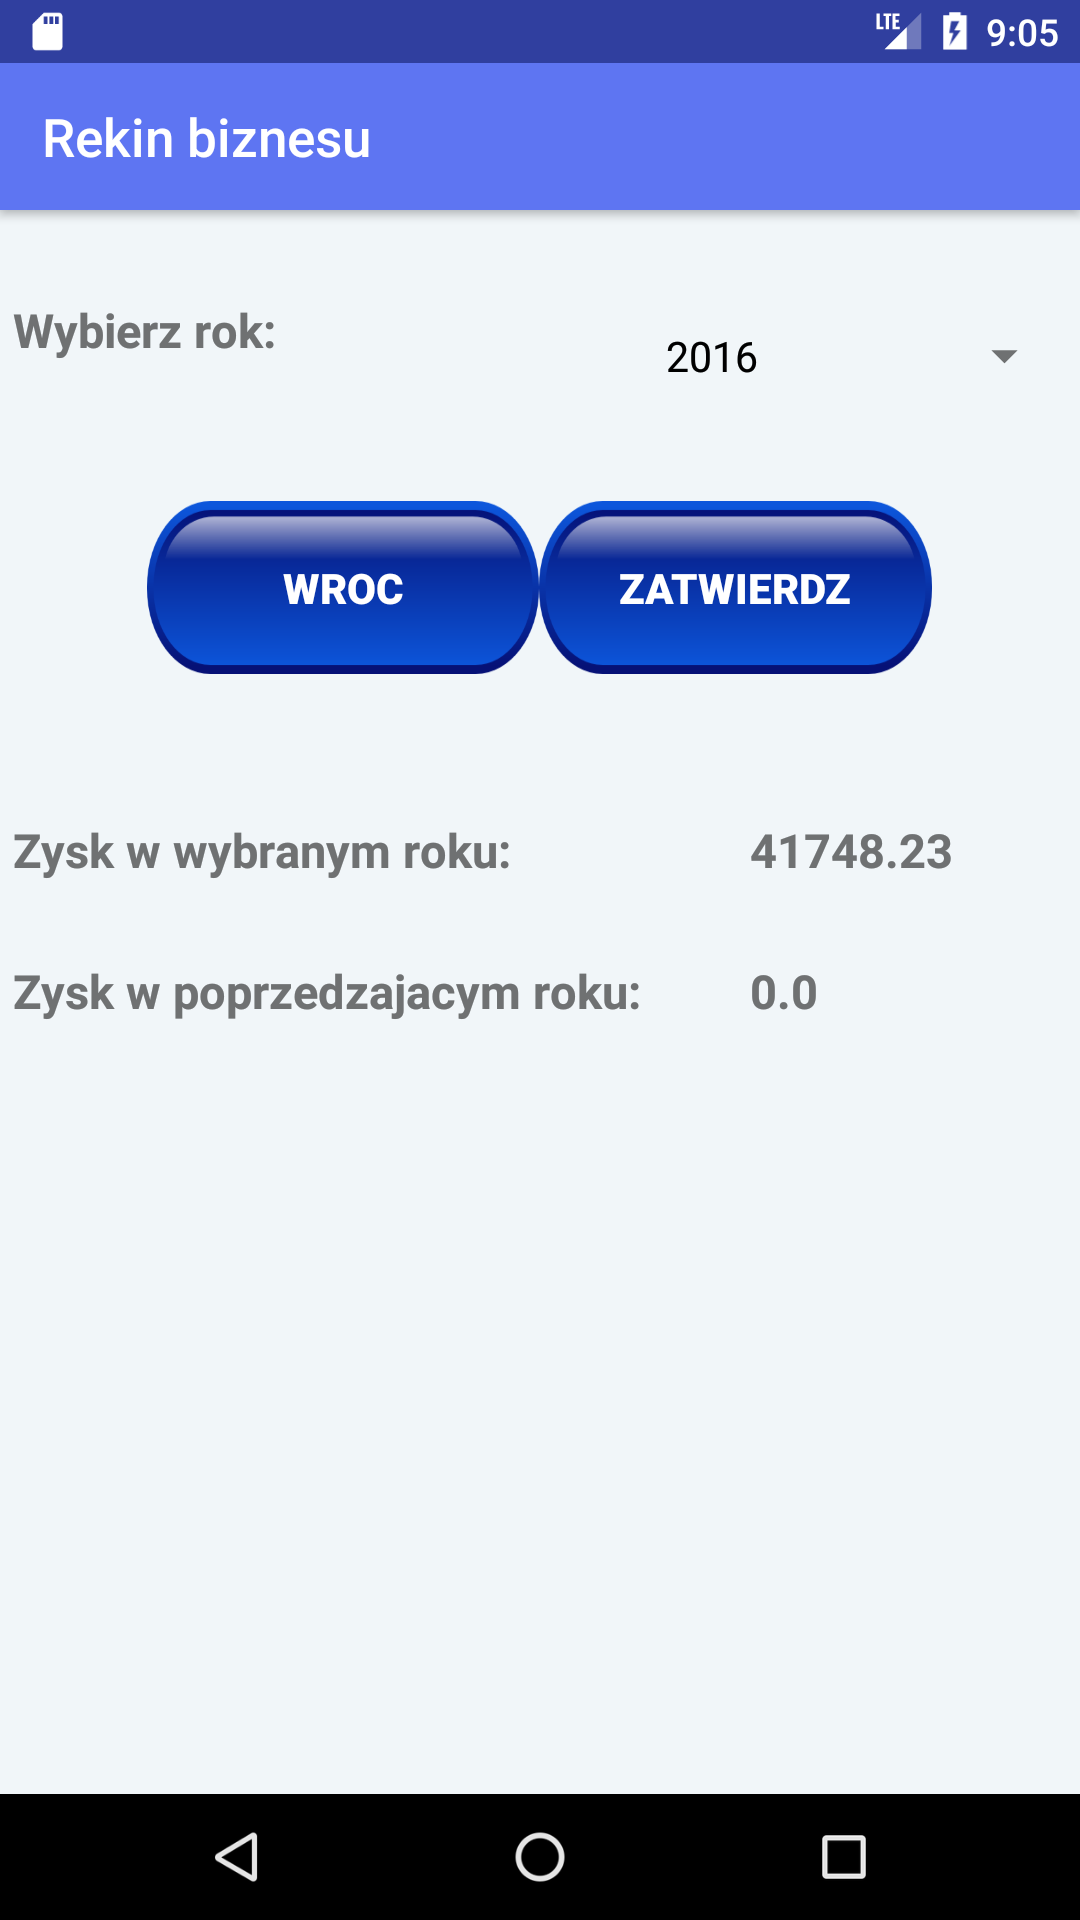 LTE 9:05
Rekin biznesu
Wybierz rok:
2016
WROC ZATWIERDZ
Zysk w wybranym roku: 41748.23
Zysk w poprzedzajacym roku: 0.0